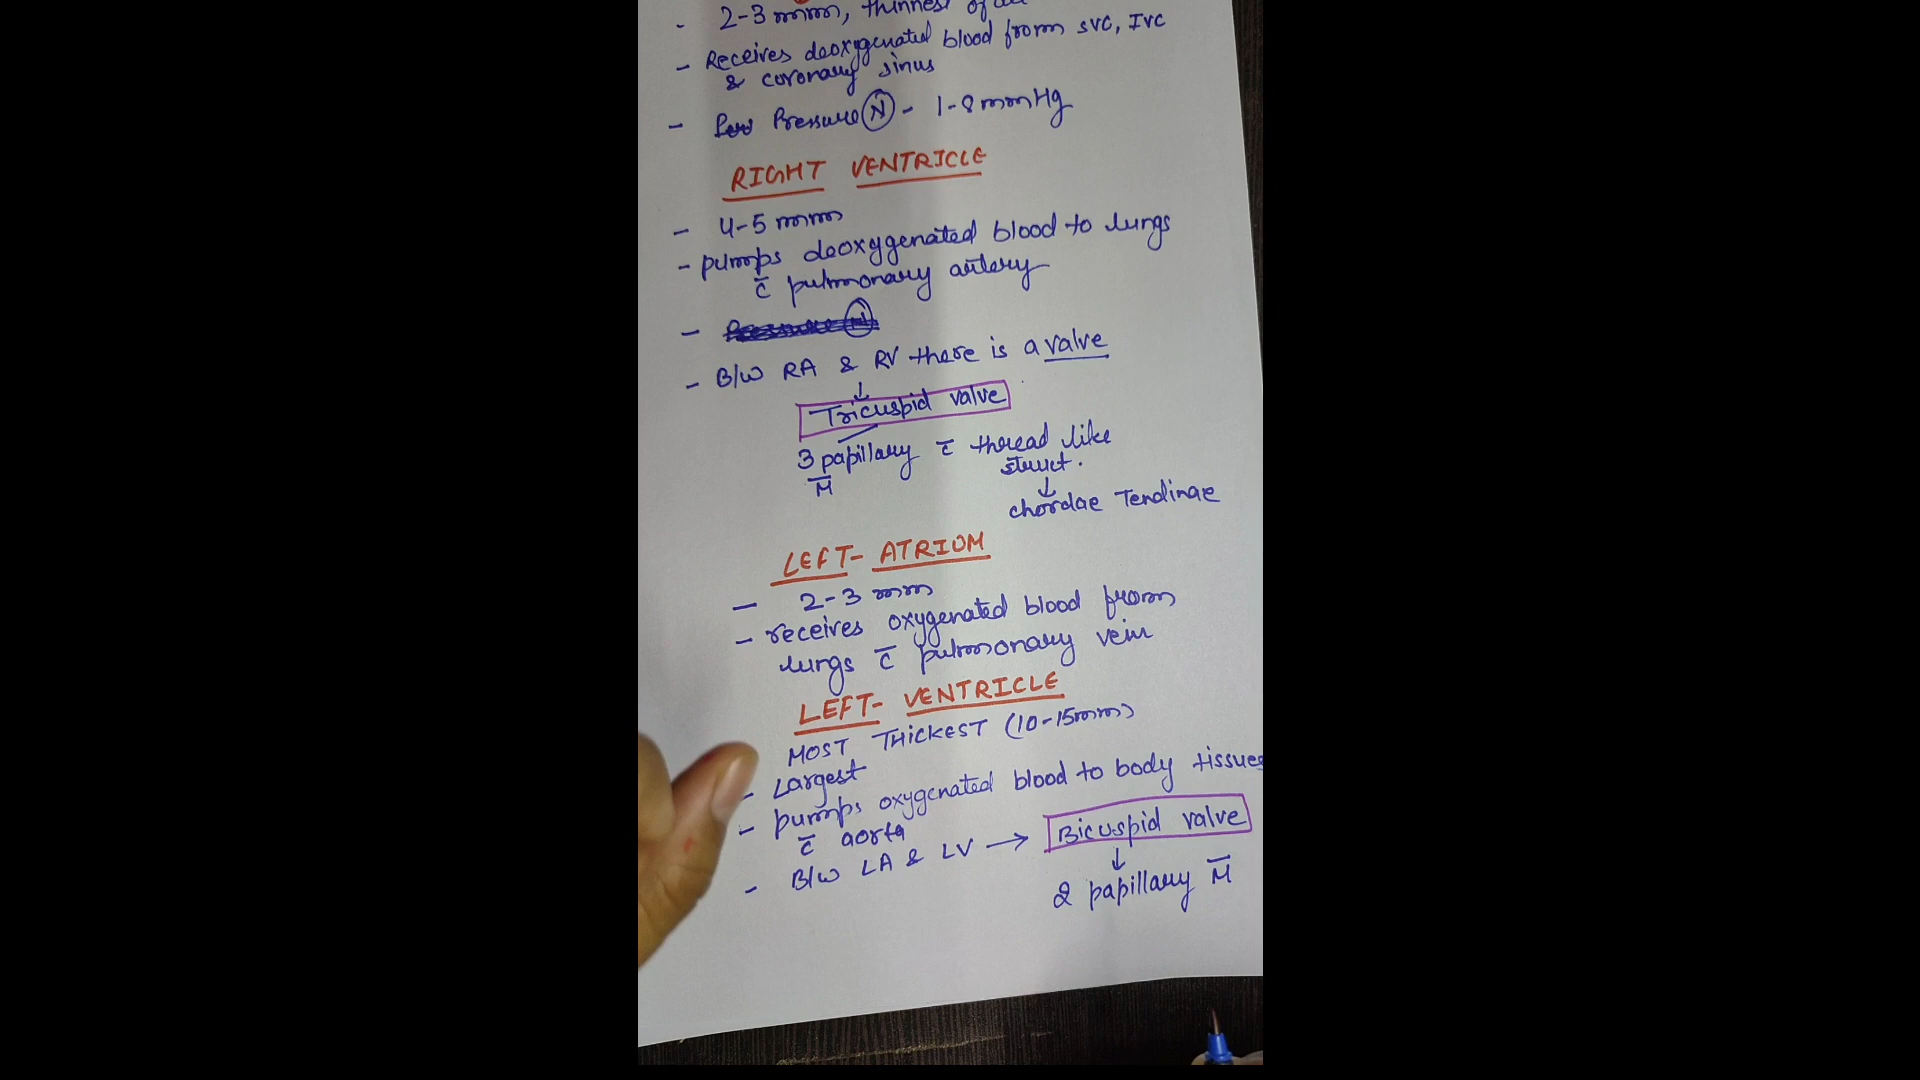 - 2-3 mm, thinnest of all
- Receives deoxygenated blood from SVC, IVC
& coronary sinus
- Pressure N - 1-8 mmHg
RIGHT VENTRICLE
- 4-5 mm
- pumps deoxygenated blood to lungs
c̄ pulmonary artery
-
- B/W RA & RV there is a valve
↓
Tricuspid valve
3 papillary c̄ thread like
M̄ struct.
↓
chordae Tendinae
LEFT- ATRIUM
- 2-3 mm
- receives oxygenated blood from
lungs c̄ pulmonary vein
LEFT- VENTRICLE
MOST THICKEST (10-15mm)
- Largest
- pumps oxygenated blood to body tissues
c̄ aorta
- B/w LA & LV → Bicuspid valve
↓
2 papillary M̄